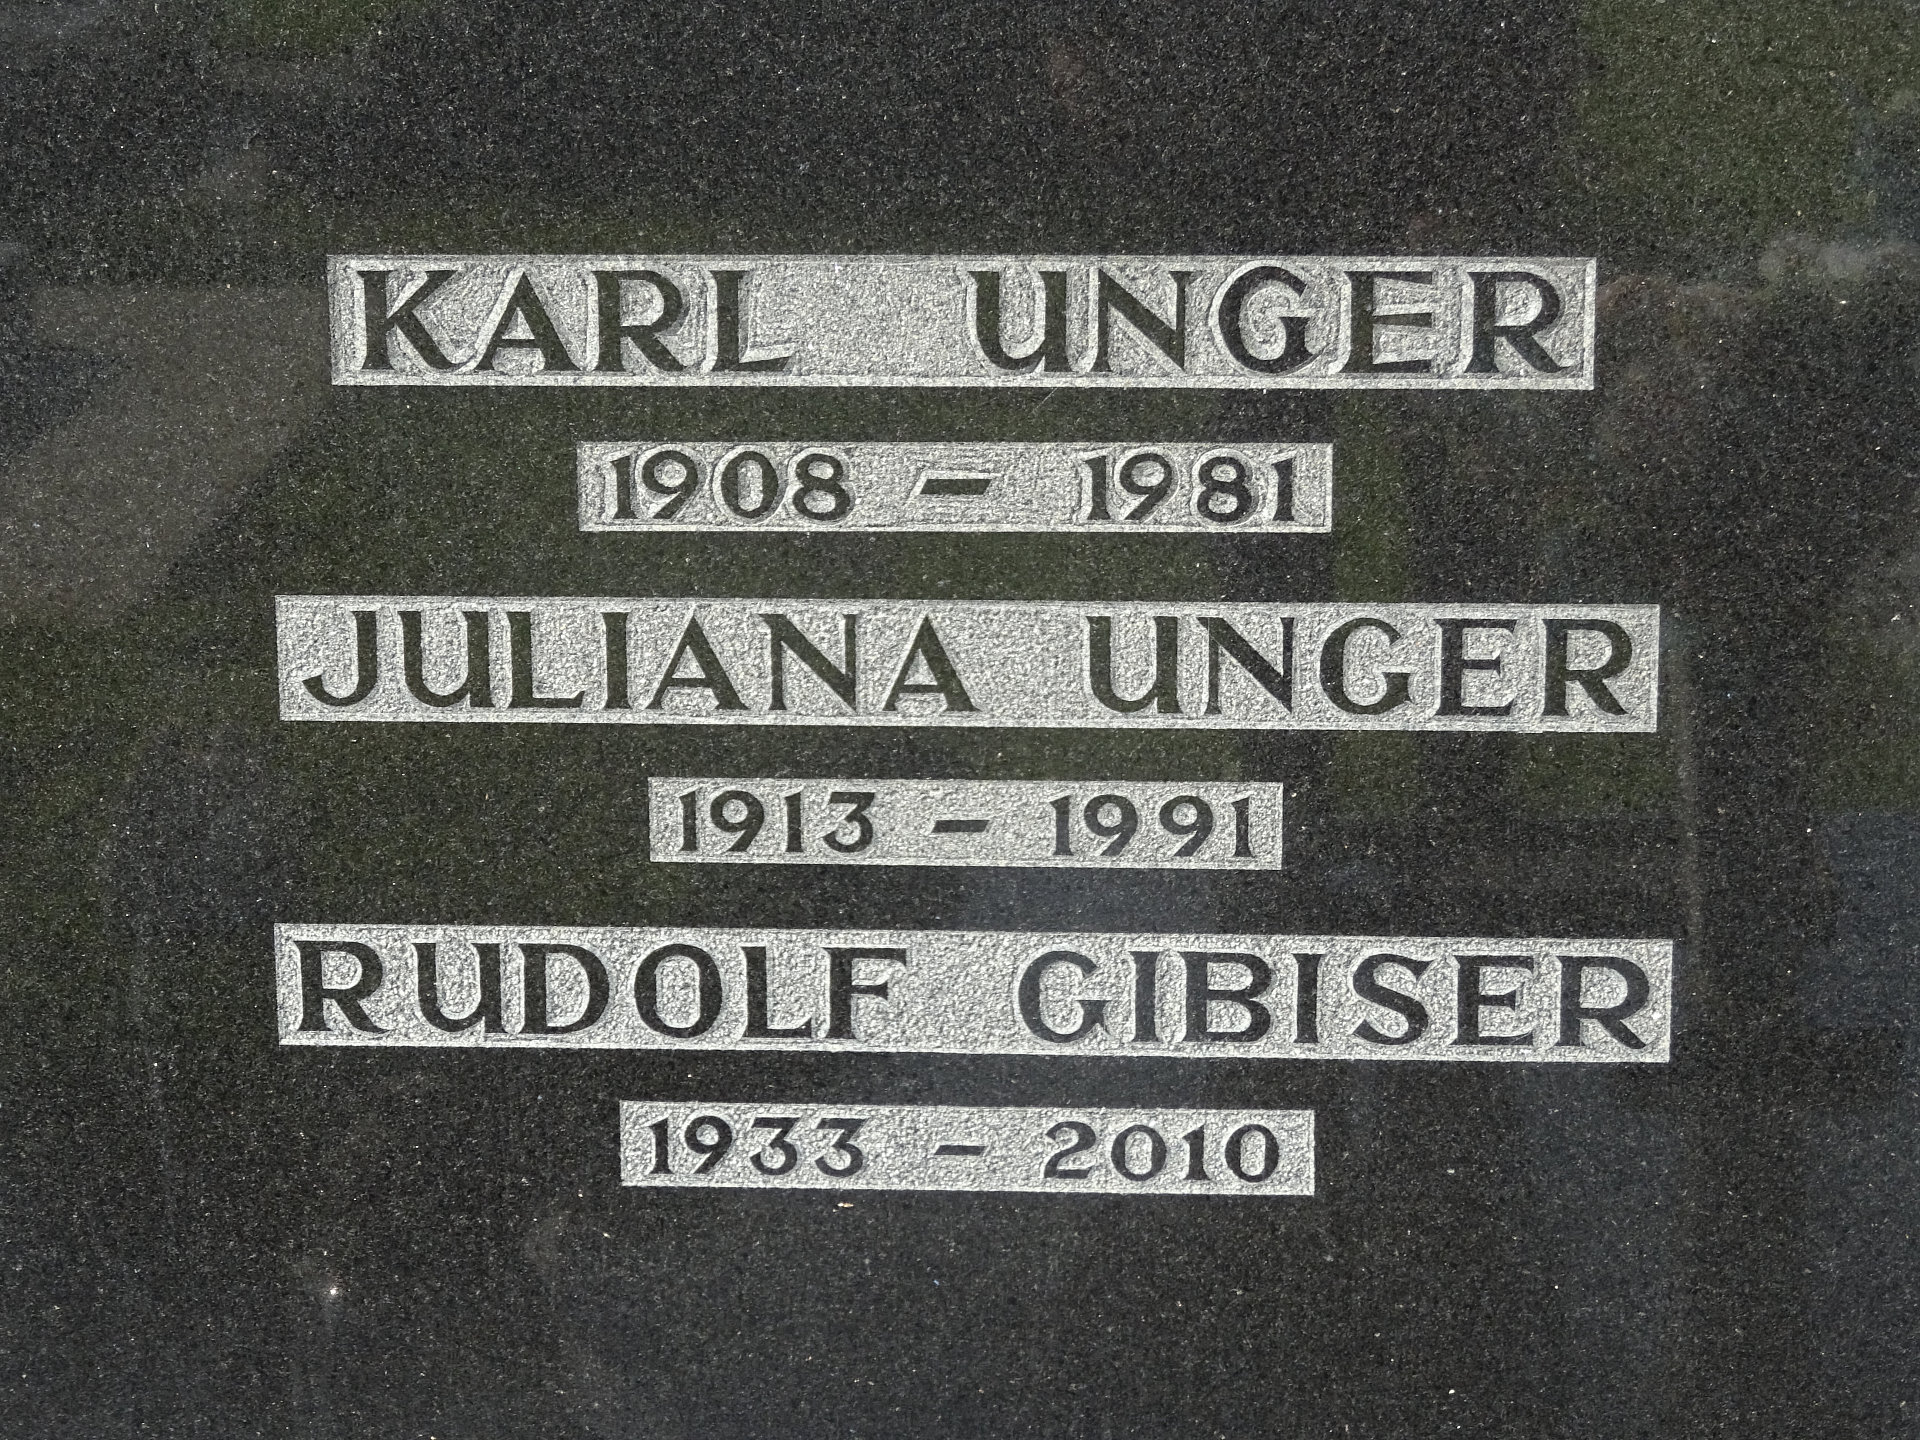 KARL UNGER
1908 - 1981
JULIANA UNGER
1913 - 1991
RUDOLF GIBISER
1933 - 2010